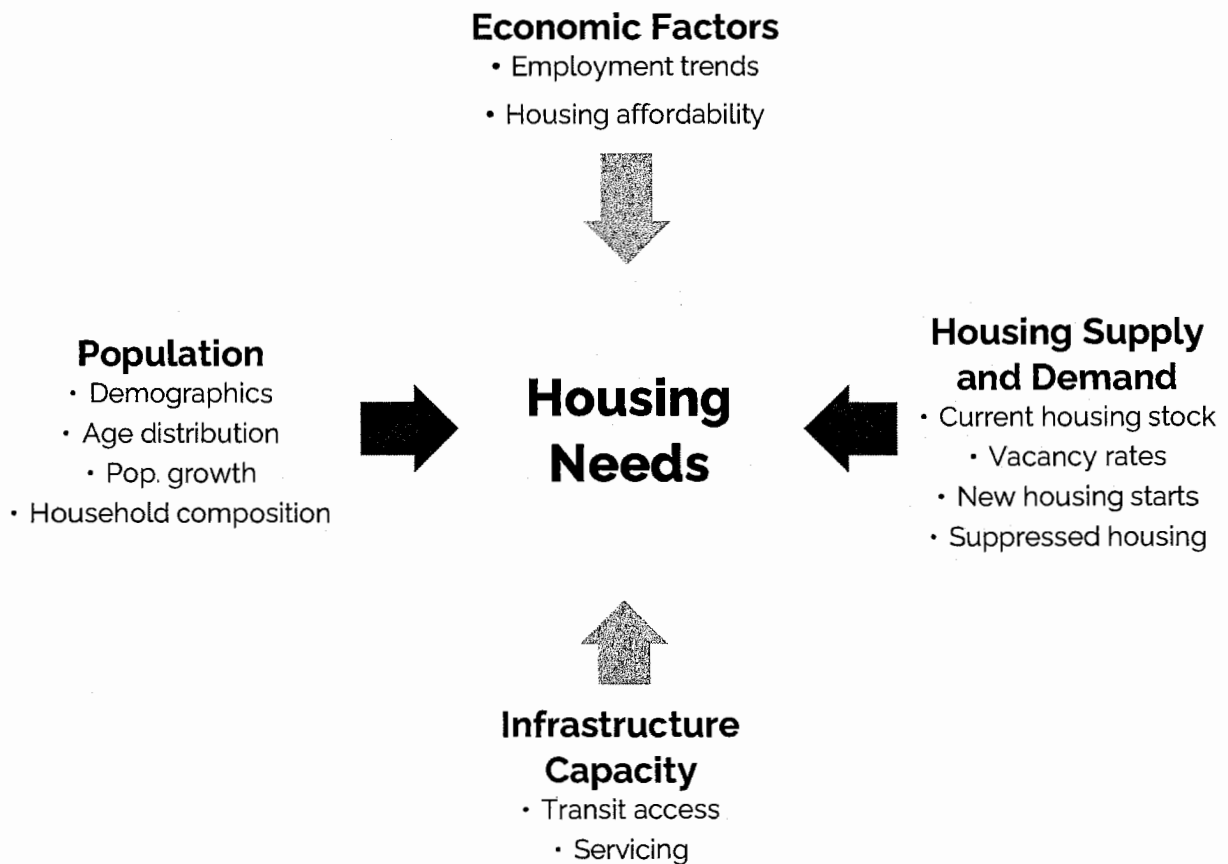 Economic Factors
• Employment trends
• Housing affordability
Population
• Demographics
• Age distribution
• Pop. growth
• Household composition
Housing
Needs
Housing Supply
and Demand
• Current housing stock
• Vacancy rates
• New housing starts
• Suppressed housing
Infrastructure
Capacity
• Transit access
• Servicing